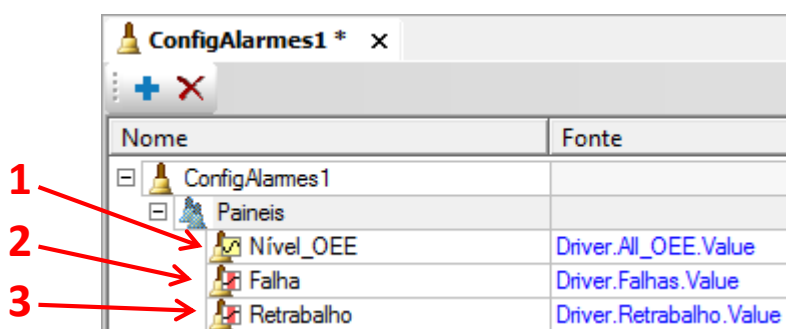 ConfigAlarmes1 * x
Nome Fonte
ConfigAlarmes1
Paineis
1 Nível_OEE Driver.All_OEE.Value
2 Falha Driver.Falhas.Value
3 Retrabalho Driver.Retrabalho.Value